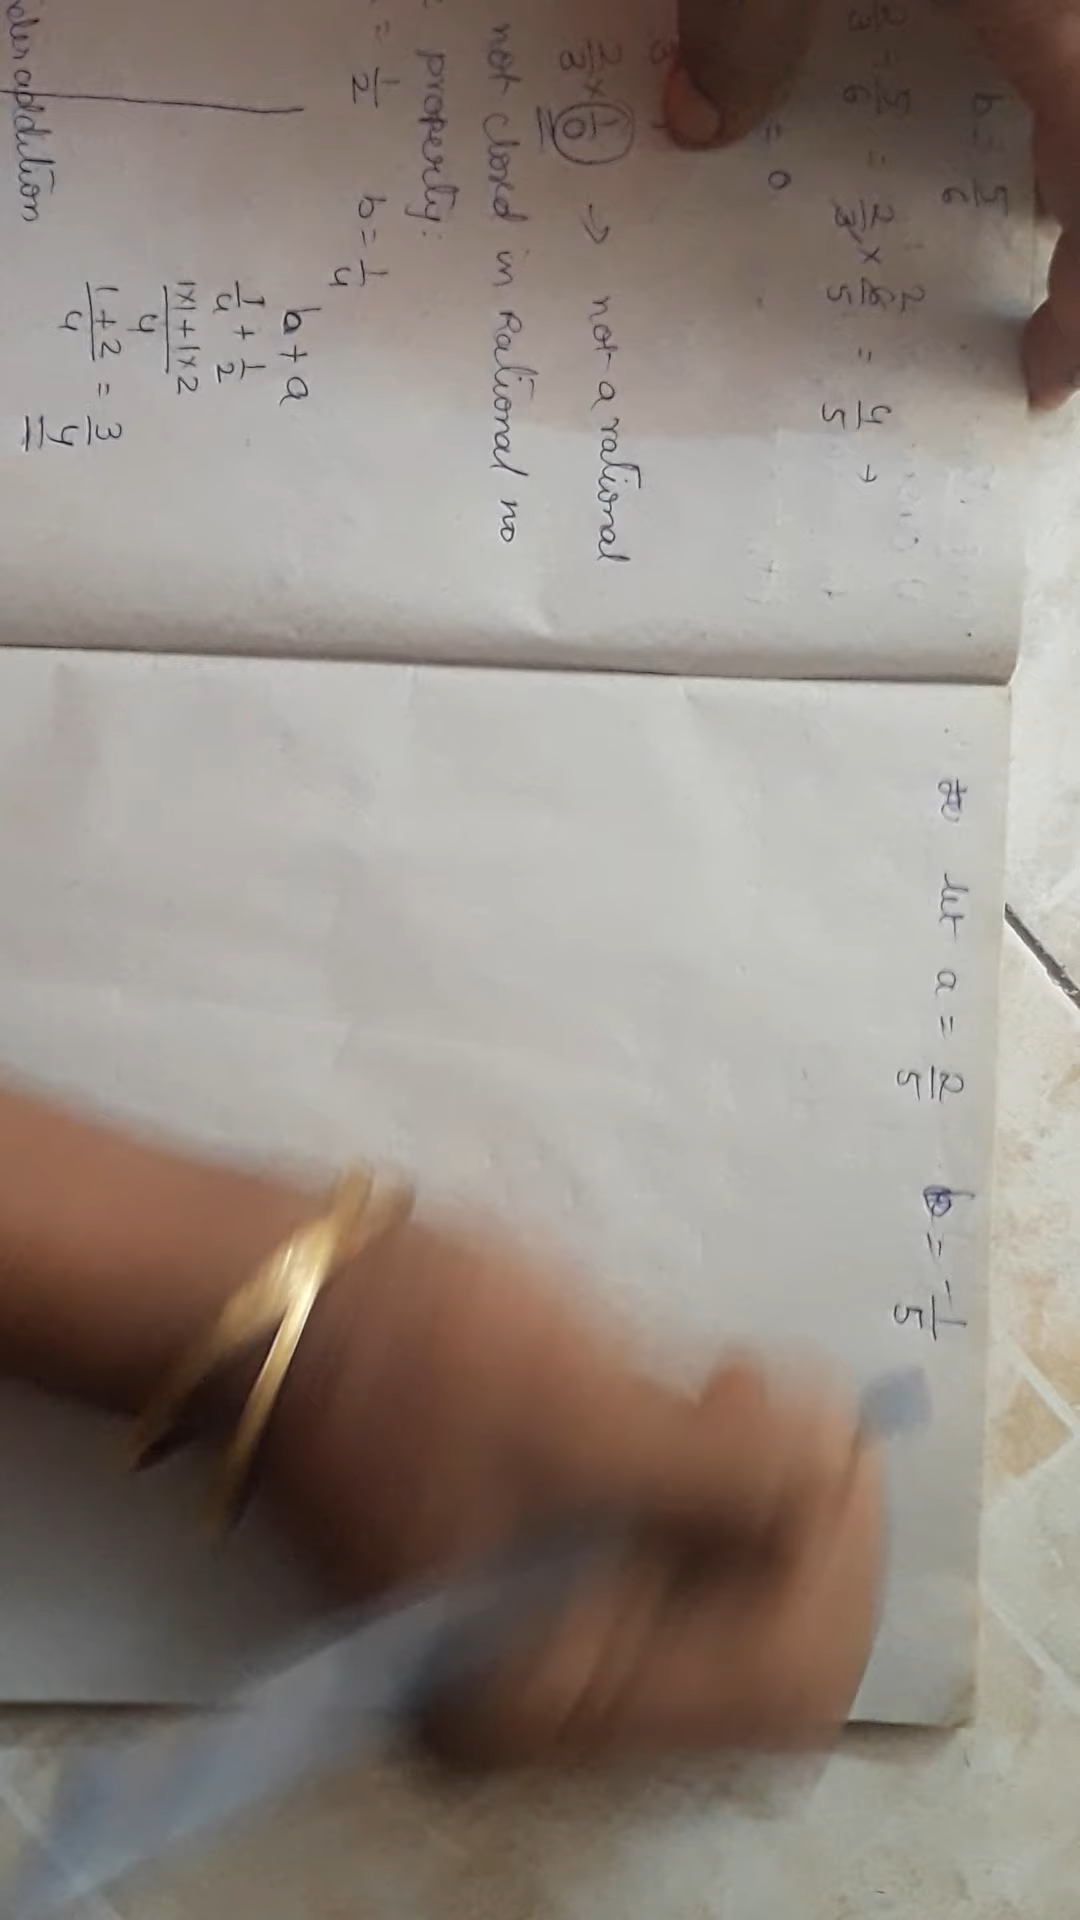 b = 5/6
2/3 ÷ 5/6 = 2/3 × 6/5 2 = 4/5 →
= 0
2/3 × 1/0 → not a rational
not closed in Rational no
property:
= 1/2 b = 1/4
b + a
1/4 + 1/2
1×1 + 1×2 / 4
1 + 2 / 4 = 3/4
addition
let a = 2/5 b = -1/5